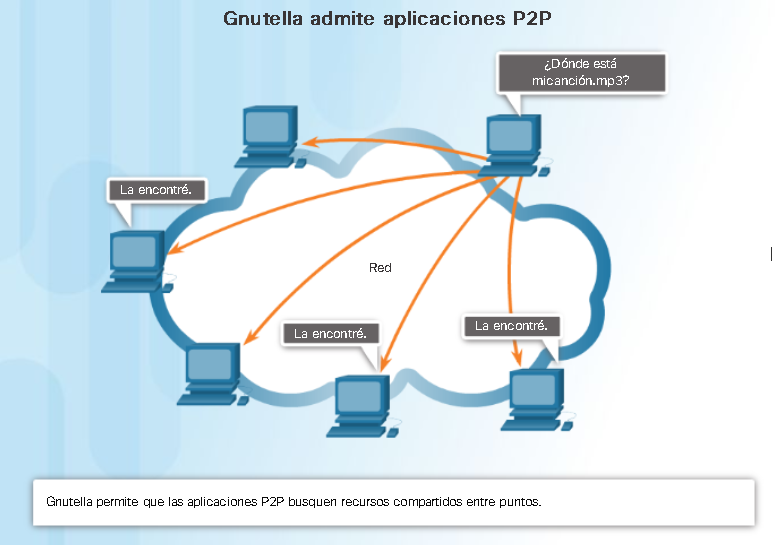 Gnutella admite aplicaciones P2P
¿Dónde está
micanción.mp3?
La encontré.
Red
La encontré.
La encontré.
Gnutella permite que las aplicaciones P2P busquen recursos compartidos entre puntos.